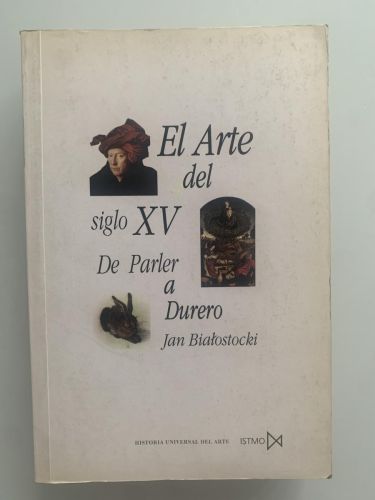 El Arte
del
siglo XV
De Parler
a
Durero
Jan Białostocki
HISTORIA UNIVERSAL DEL ARTE
ISTMO